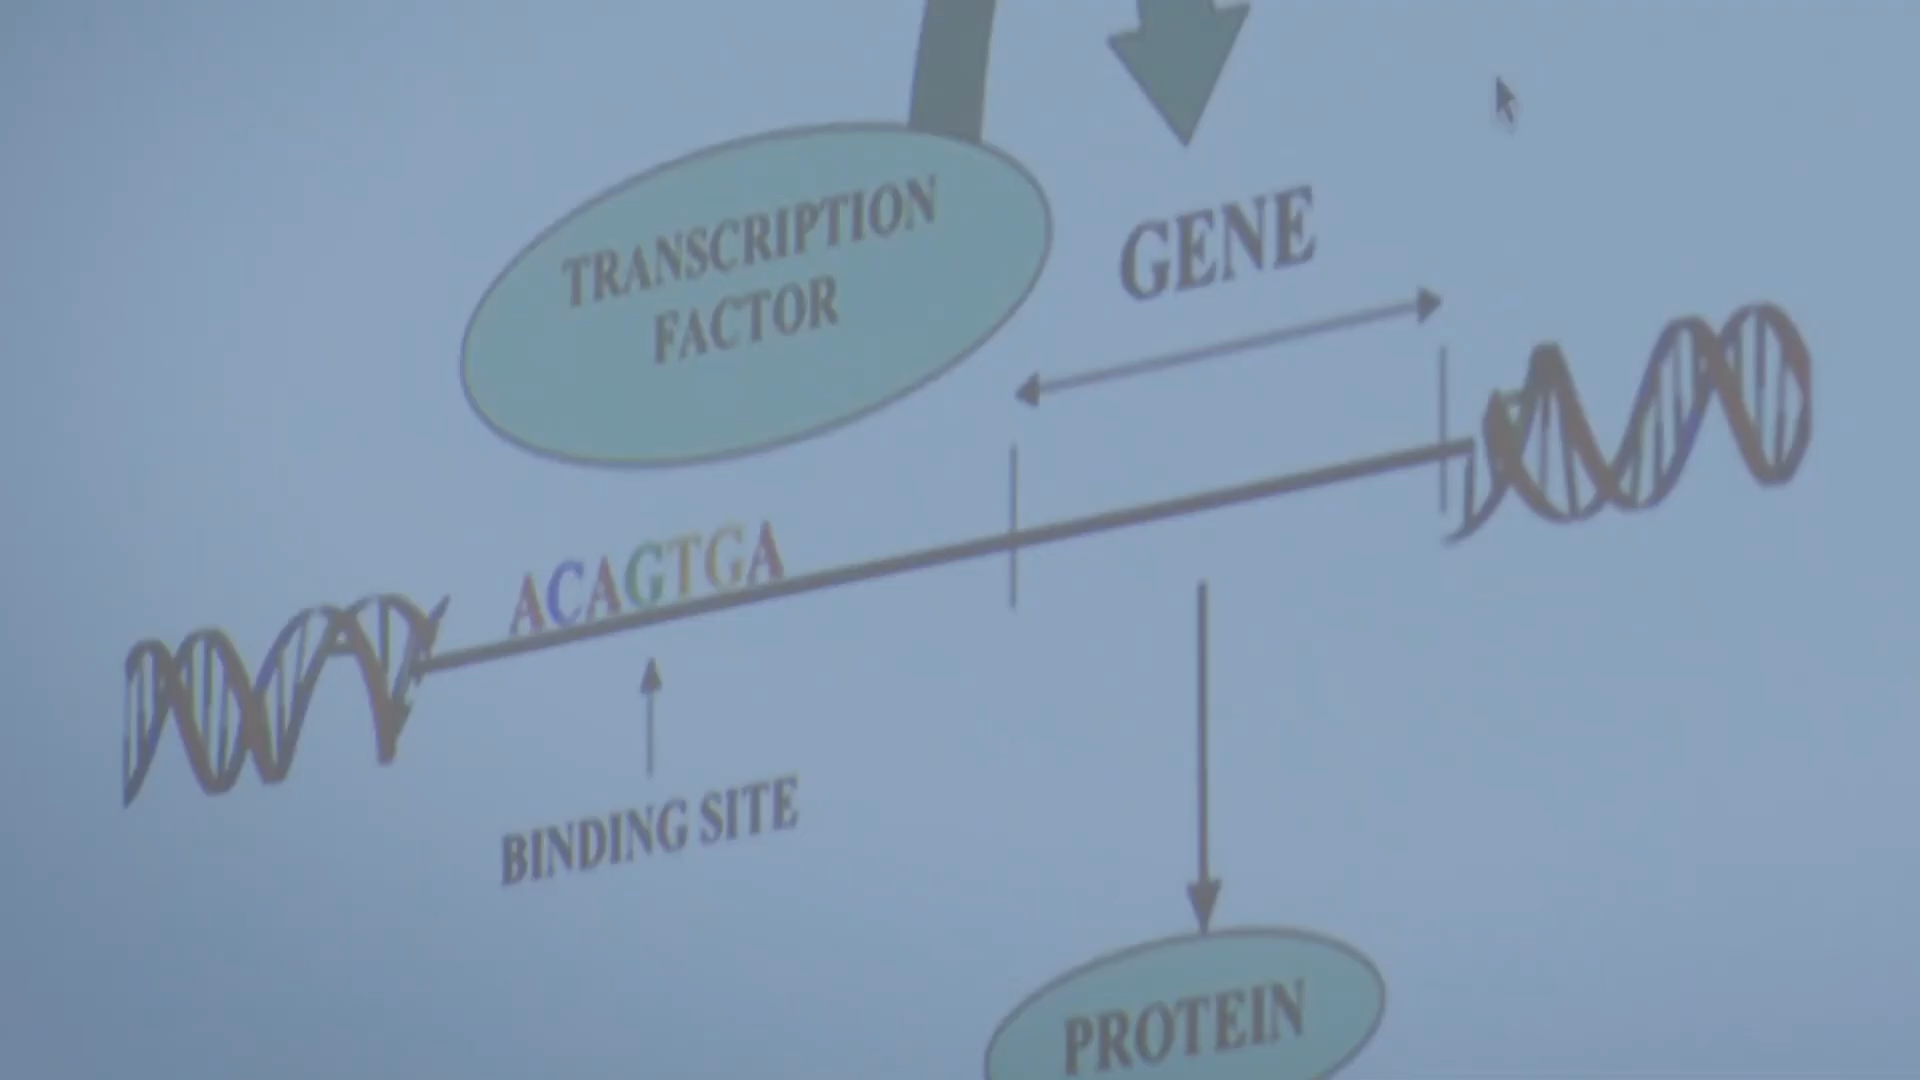 TRANSCRIPTION
FACTOR
GENE
ACAGTGA
BINDING SITE
PROTEIN